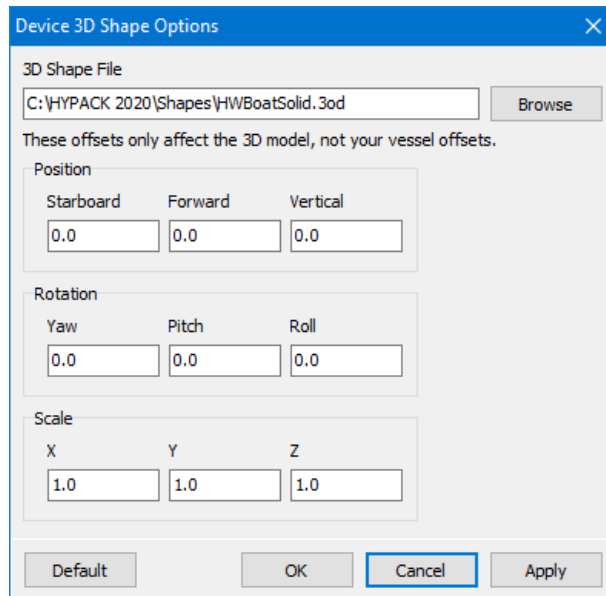 Device 3D Shape Options
3D Shape File
C:\HYPACK 2020\Shapes\HWBoatSolid.3od
Browse
These offsets only affect the 3D model, not your vessel offsets.
Position
Starboard Forward Vertical
0.0 0.0 0.0
Rotation
Yaw Pitch Roll
0.0 0.0 0.0
Scale
X Y Z
1.0 1.0 1.0
Default OK Cancel Apply